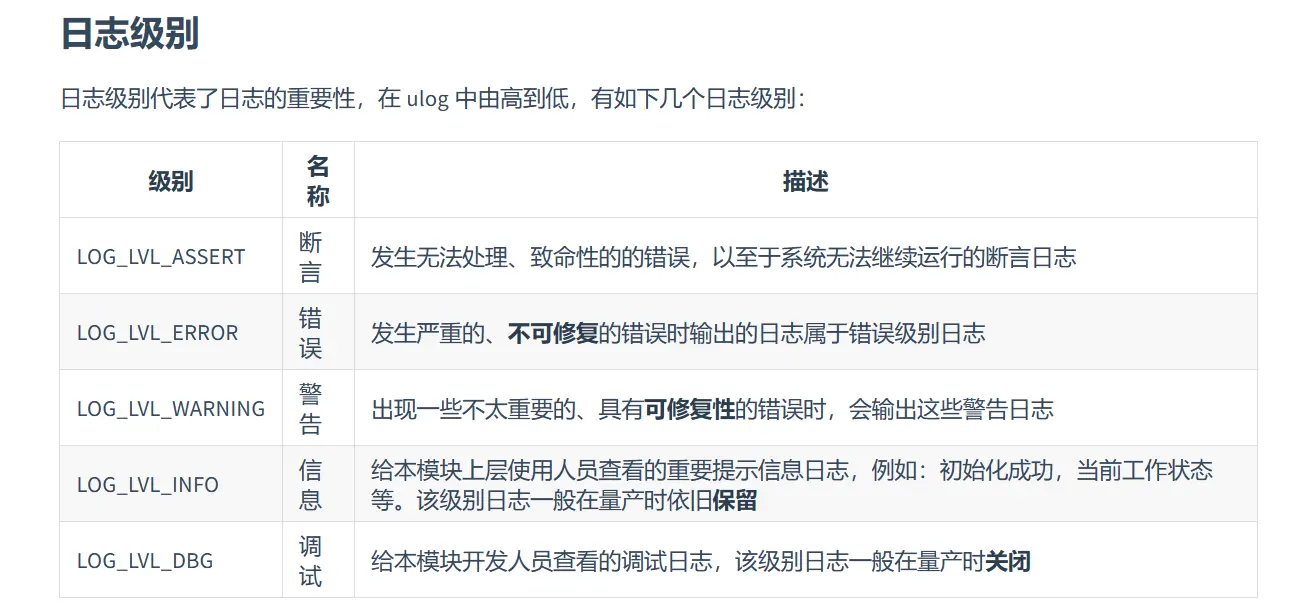 日志级别
日志级别代表了日志的重要性，在 ulog 中由高到低，有如下几个日志级别：
级别 名称 描述
LOG_LVL_ASSERT 断言 发生无法处理、致命性的的错误，以至于系统无法继续运行的断言日志
LOG_LVL_ERROR 错误 发生严重的、不可修复的错误时输出的日志属于错误级别日志
LOG_LVL_WARNING 警告 出现一些不太重要的、具有可修复性的错误时，会输出这些警告日志
LOG_LVL_INFO 信息 给本模块上层使用人员查看的重要提示信息日志，例如：初始化成功，当前工作状态
等。该级别日志一般在量产时依旧保留
LOG_LVL_DBG 调试 给本模块开发人员查看的调试日志，该级别日志一般在量产时关闭